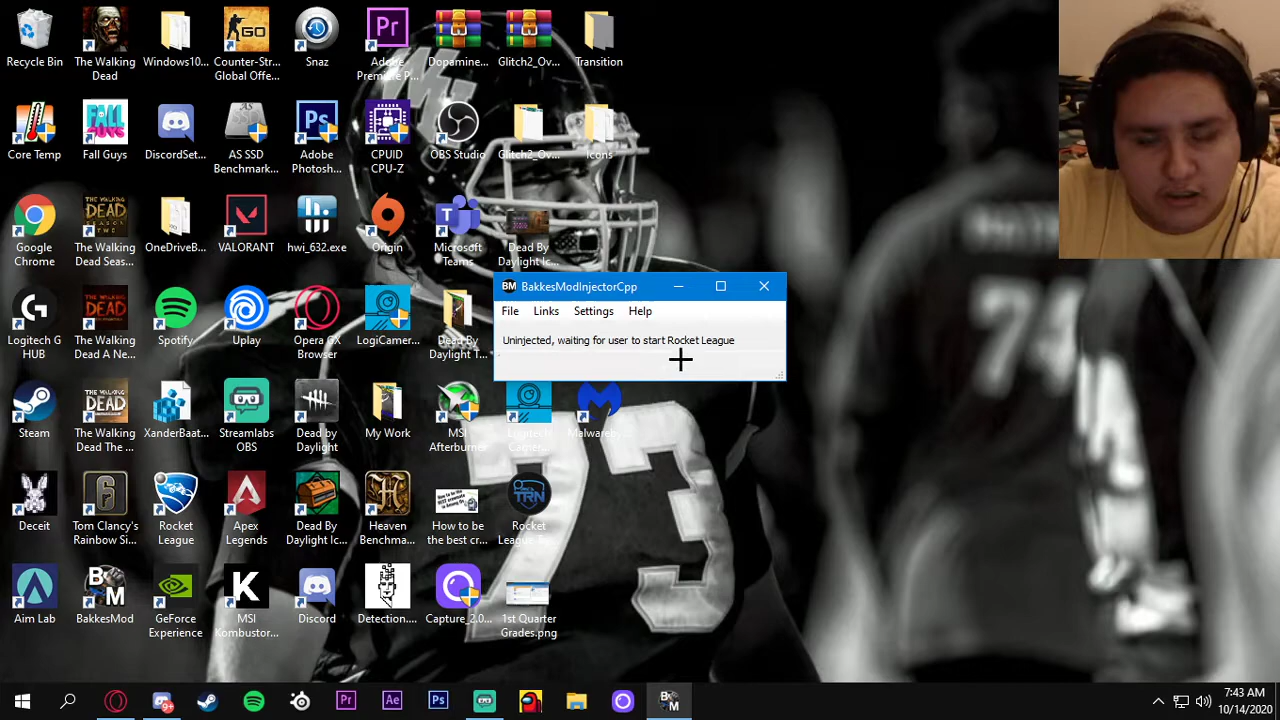 Recycle Bin
The Walking
Dead
Windows10...
Counter-Str...
Global Offe...
Snaz
Adobe
Premiere P...
Dopamine...
Glitch2_Ov...
Transition
Core Temp
Fall Guys
DiscordSet...
AS SSD
Benchmark...
Adobe
Photosh...
CPUID
CPU-Z
OBS Studio
Glitch2_Ov...
Icons
Google
Chrome
The Walking
Dead Seas...
OneDriveB...
VALORANT
hwi_632.exe
Origin
Microsoft
Teams
Dead By
Daylight Ic...
BM BakkesModInjectorCpp
File Links Settings Help
Uninjected, waiting for user to start Rocket League
Logitech G
HUB
The Walking
Dead A Ne...
Spotify
Uplay
Opera GX
Browser
LogiCamer...
Dead By
Daylight T...
Steam
The Walking
Dead The ...
XanderBaat...
Streamlabs
OBS
Dead by
Daylight
My Work
MSI
Afterburner
Logitech
Camer...
Malwareby...
Deceit
Tom Clancy's
Rainbow Si...
Rocket
League
Apex
Legends
Dead By
Daylight Ic...
Heaven
Benchma...
How to be
the best cr...
Rocket
League T...
Aim Lab
BakkesMod
GeForce
Experience
MSI
Kombustor...
Discord
Detection....
Capture_2.0...
1st Quarter
Grades.png
73
7:43 AM
10/14/2020